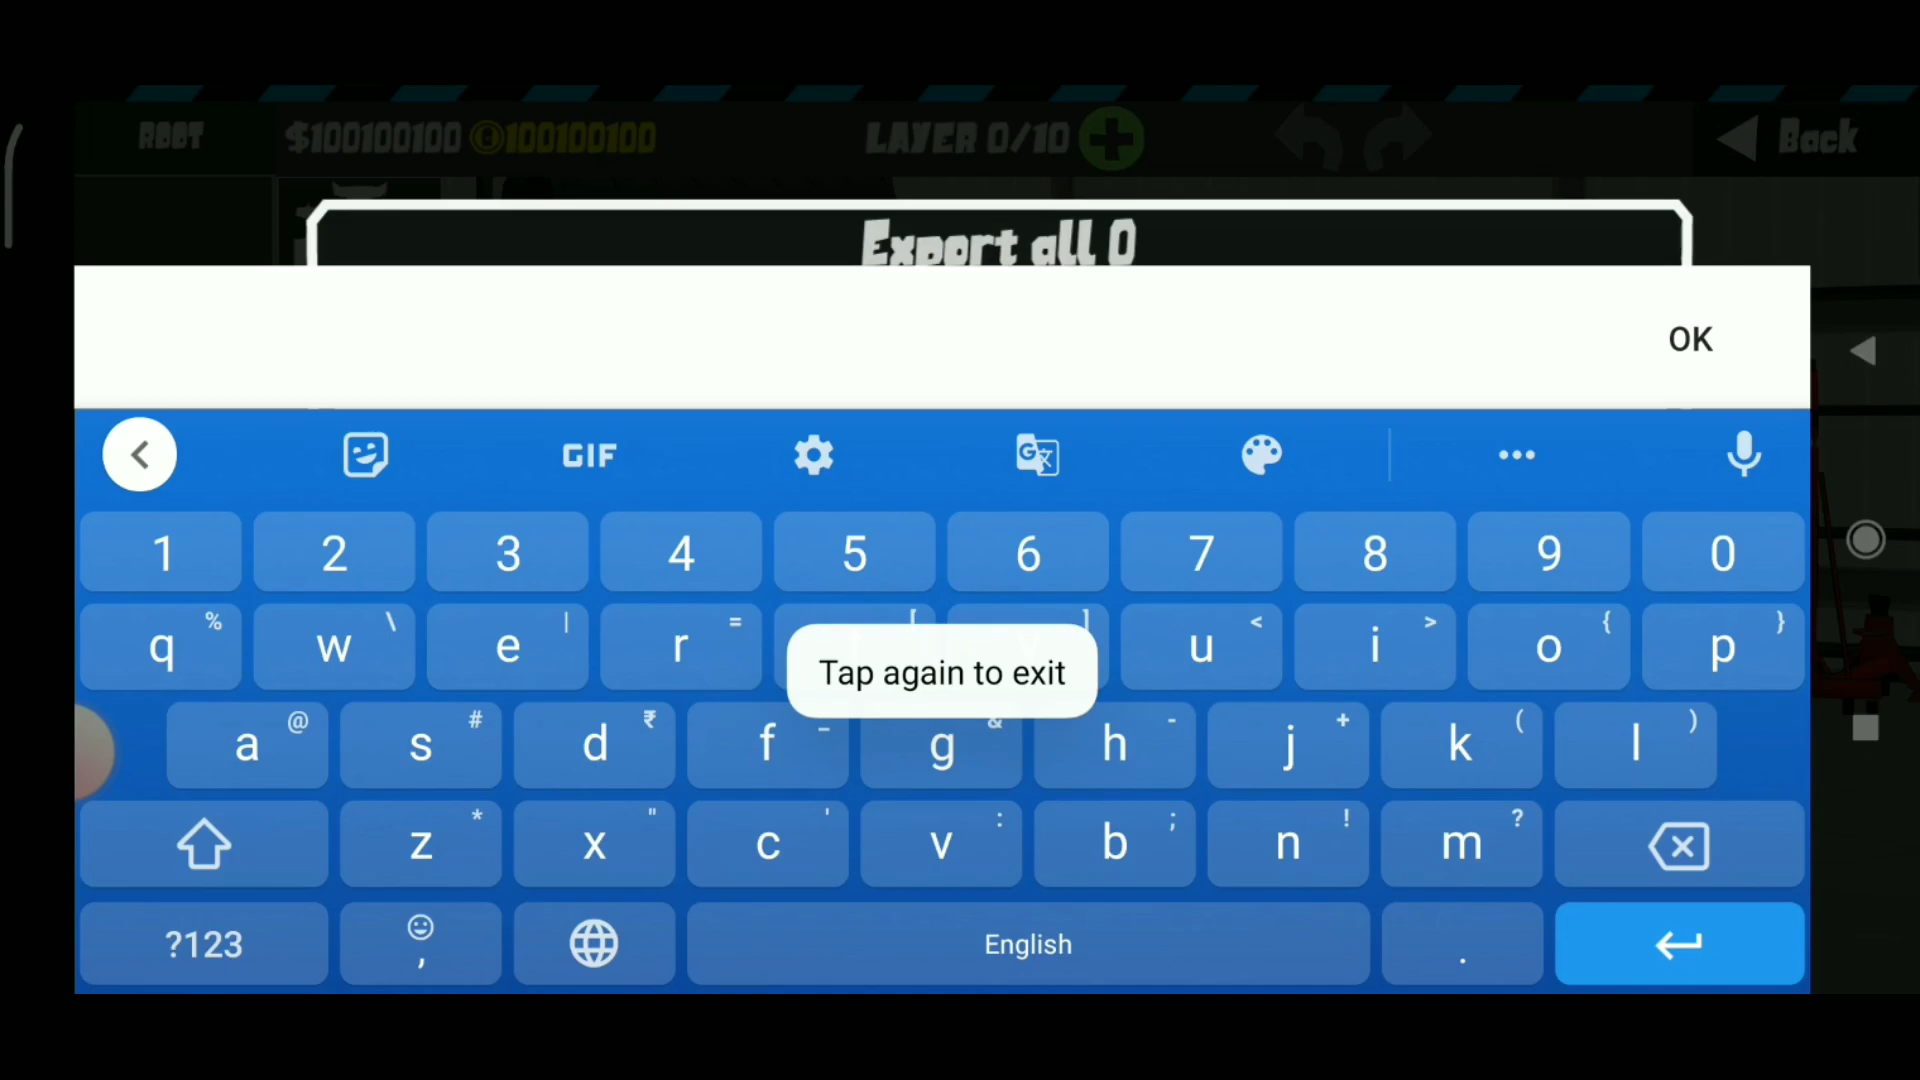 ROOT $100100100 100100100 LAYER 0/10 Back
Export all 0
OK
GIF
1 2 3 4 5 6 7 8 9 0
% \ | = [ ] < > { }
q w e r u i o p
Tap again to exit
@ # ₹ _ & - + ( )
a s d f g h j k l
* " ' : ; ! ?
z x c v b n m
?123 , English .